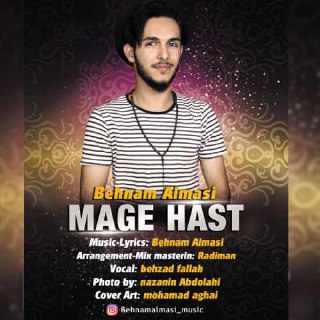 Behnam Almasi
MAGE HAST
Music-Lyrics: Behnam Almasi
Arrangement-Mix masterin: Radiman
Vocal: behzad fallah
Photo by: nazanin Abdolahi
Cover Art: mohamad aghai
Behnamalmasi_music